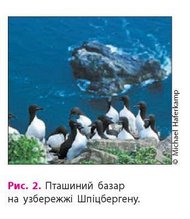 © Michael Haferkamp
Рис. 2. Пташиний базар
на узбережжі Шпіцбергену.